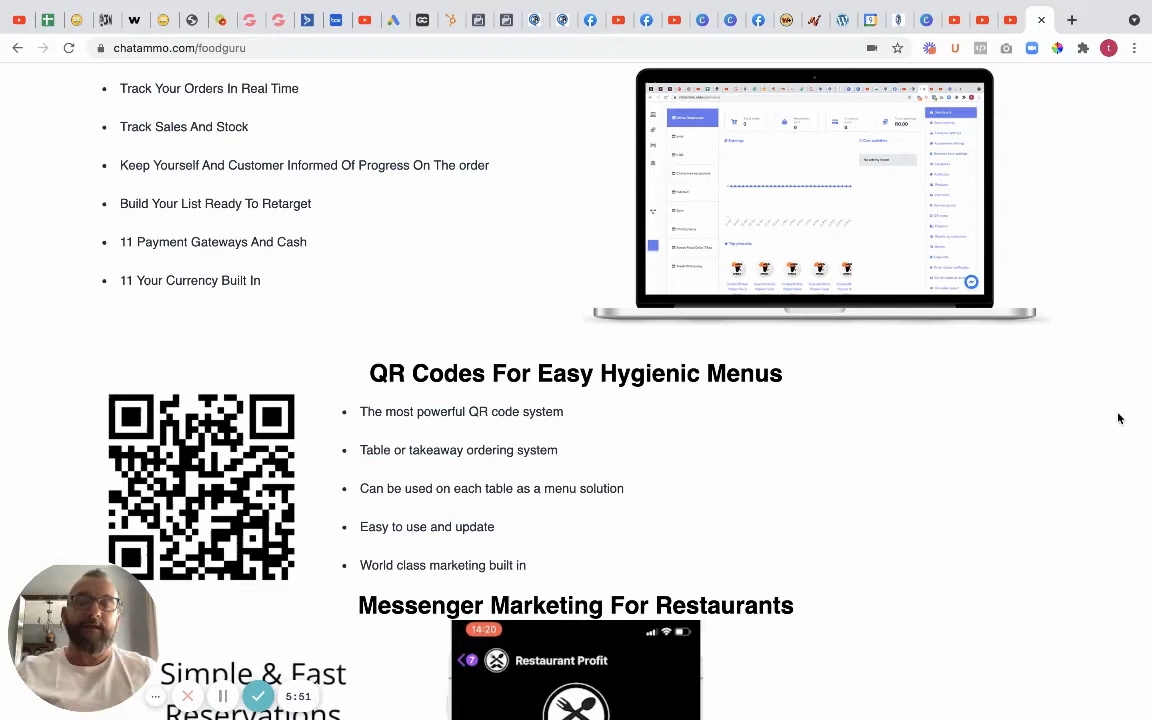 chatammo.com/foodguru
Track Your Orders In Real Time
Track Sales And Stock
Keep Yourself And Customer Informed Of Progress On The order
Build Your List Ready To Retarget
11 Payment Gateways And Cash
11 Your Currency Built In
QR Codes For Easy Hygienic Menus
The most powerful QR code system
Table or takeaway ordering system
Can be used on each table as a menu solution
Easy to use and update
World class marketing built in
Messenger Marketing For Restaurants
14:20
7
Restaurant Profit
Simple & Fast
Reservations
5:51